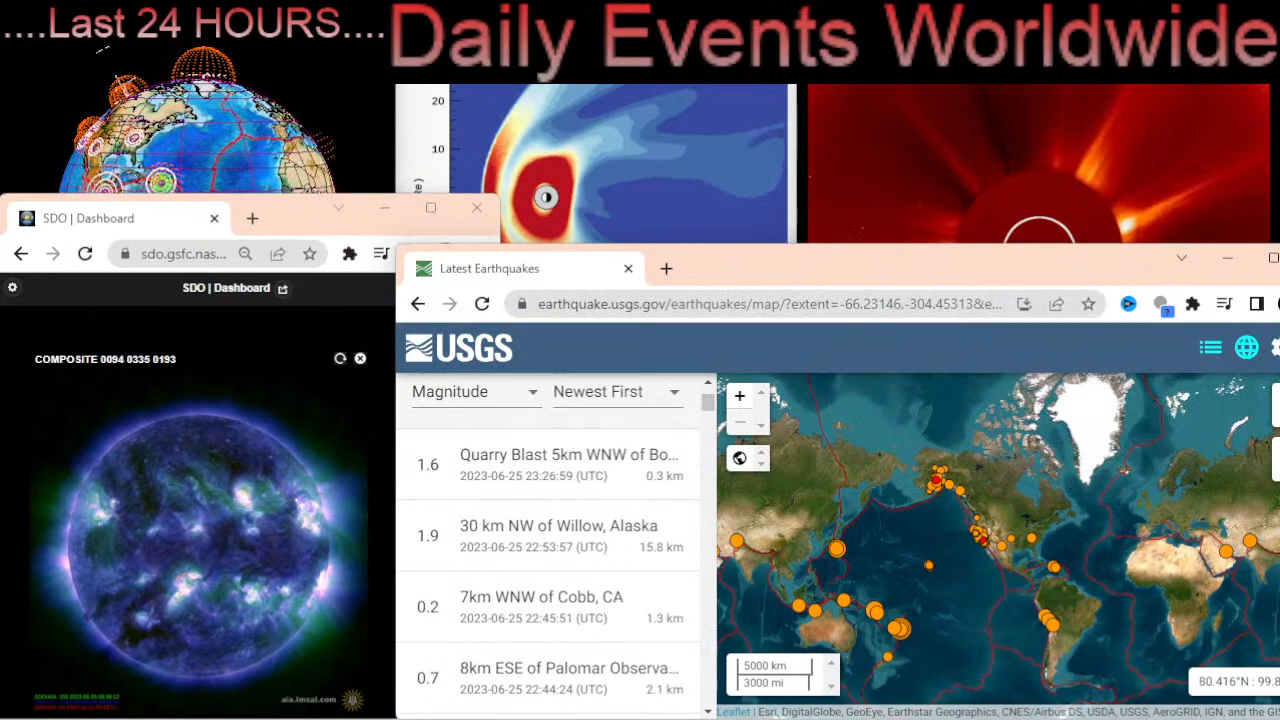 ....Last 24 HOURS....
Daily Events Worldwide
20
10
SDO | Dashboard
sdo.gsfc.nas...
SDO | Dashboard
COMPOSITE 0094 0335 0193
aia.lmsal.com
Latest Earthquakes
earthquake.usgs.gov/earthquakes/map/?extent=-66.23146,-304.45313&e...
USGS
Magnitude
Newest First
1.6
Quarry Blast 5km WNW of Bo...
2023-06-25 23:26:59 (UTC)
0.3 km
1.9
30 km NW of Willow, Alaska
2023-06-25 22:53:57 (UTC)
15.8 km
0.2
7km WNW of Cobb, CA
2023-06-25 22:45:51 (UTC)
1.3 km
0.7
8km ESE of Palomar Observa...
2023-06-25 22:44:24 (UTC)
2.1 km
+
−
5000 km
3000 mi
80.416°N : 99.8
Leaflet | Esri, DigitalGlobe, GeoEye, Earthstar Geographics, CNES/Airbus DS, USDA, USGS, AeroGRID, IGN, and the GIS